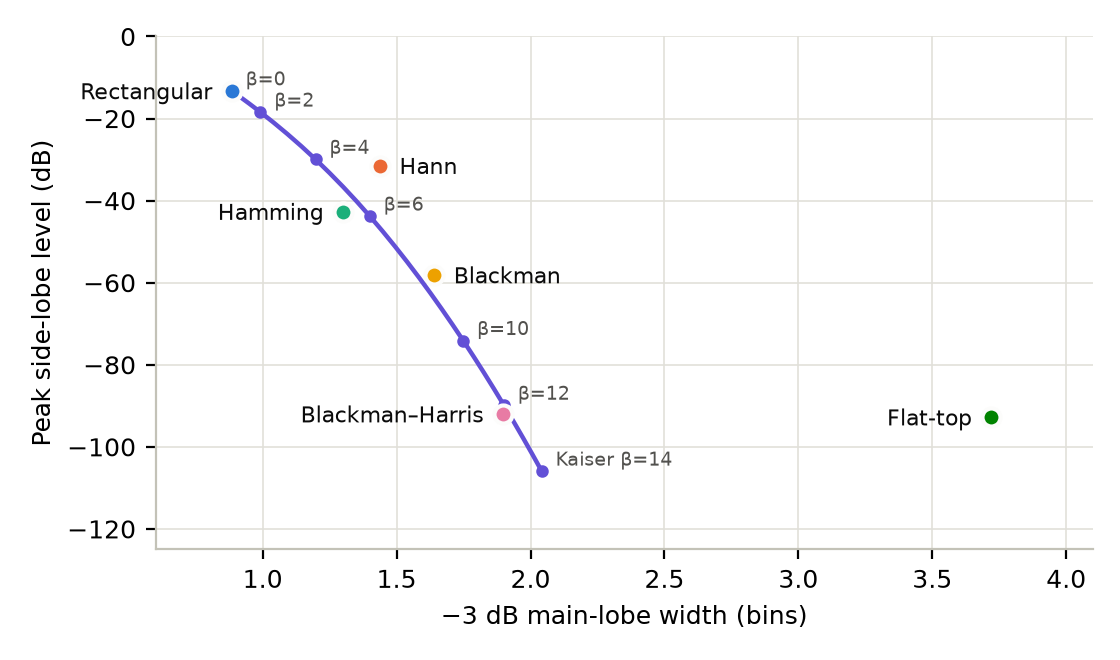 0
−20
−40
−60
−80
−100
−120
Peak side-lobe level (dB)
Rectangular
β=0
β=2
β=4
Hann
Hamming
β=6
Blackman
β=10
β=12
Blackman–Harris
Flat-top
Kaiser β=14
1.0 1.5 2.0 2.5 3.0 3.5 4.0
−3 dB main-lobe width (bins)